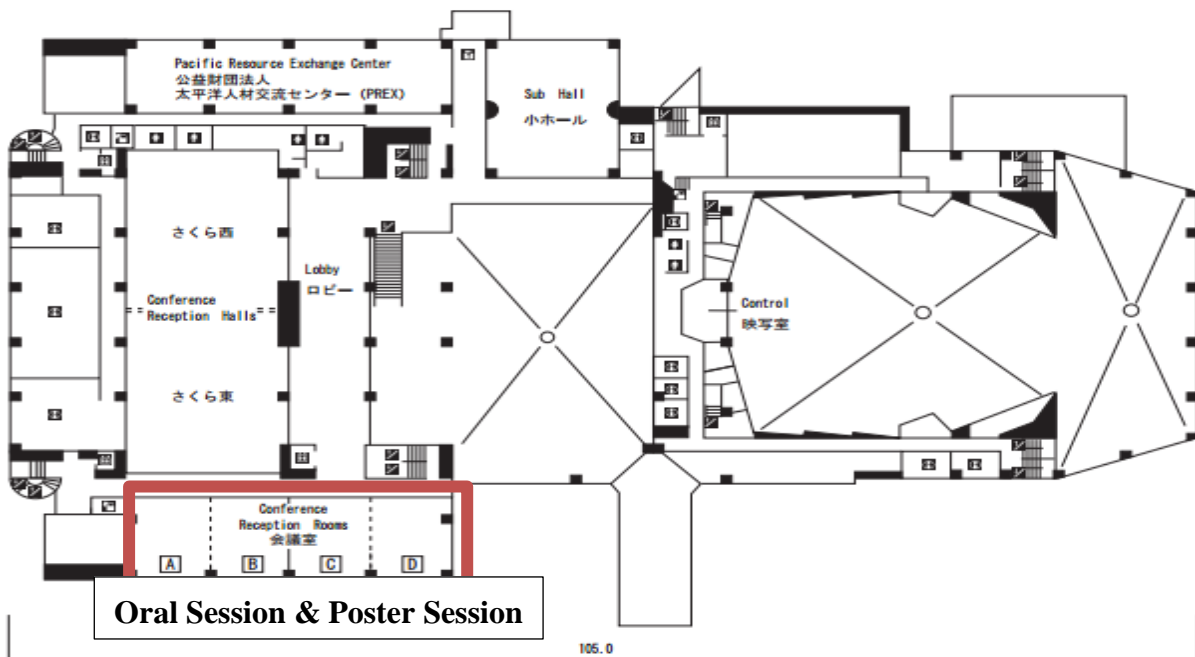 Pacific Resource Exchange Center
公益財団法人
太平洋人材交流センター (PREX)
Sub Hall
小ホール
さくら西
Lobby
ロビー
Conference
Reception Halls
Control
映写室
さくら東
Conference
Reception Rooms
会議室
A
B
C
D
Oral Session & Poster Session
105.0